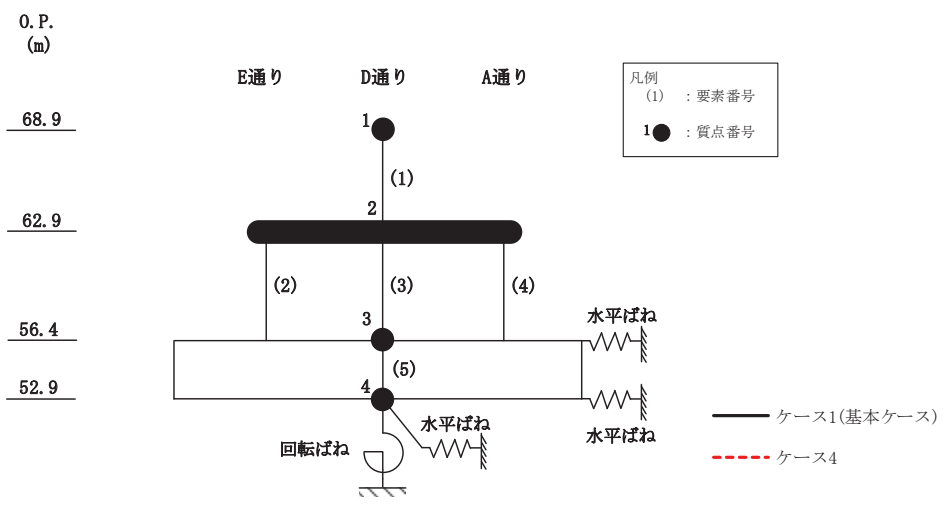 O.P.
(m)
E通り
D通り
A通り
凡例
(1) : 要素番号
1 : 質点番号
68.9
1
(1)
62.9
2
(2)
(3)
(4)
56.4
3
水平ばね
52.9
4
(5)
水平ばね
水平ばね
回転ばね
ケース1(基本ケース)
ケース4